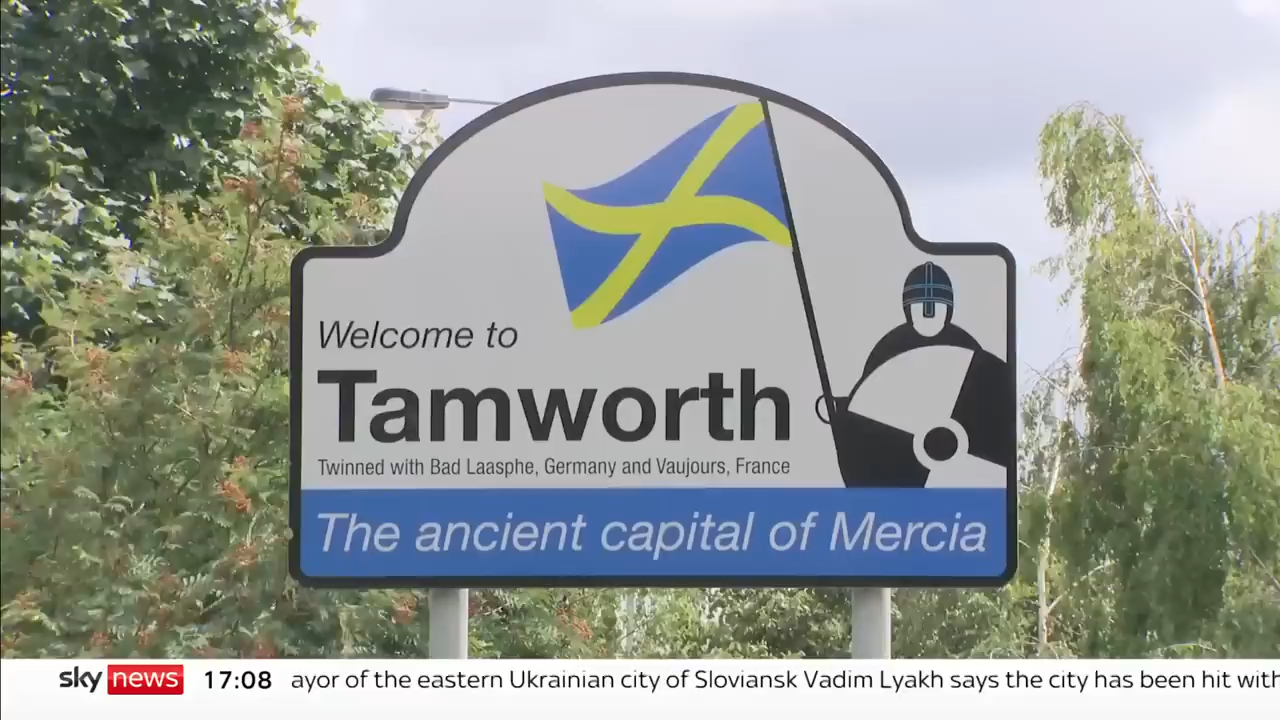 Welcome to
Tamworth
Twinned with Bad Laasphe, Germany and Vaujours, France
The ancient capital of Mercia
sky news 17:08 ayor of the eastern Ukrainian city of Sloviansk Vadim Lyakh says the city has been hit with